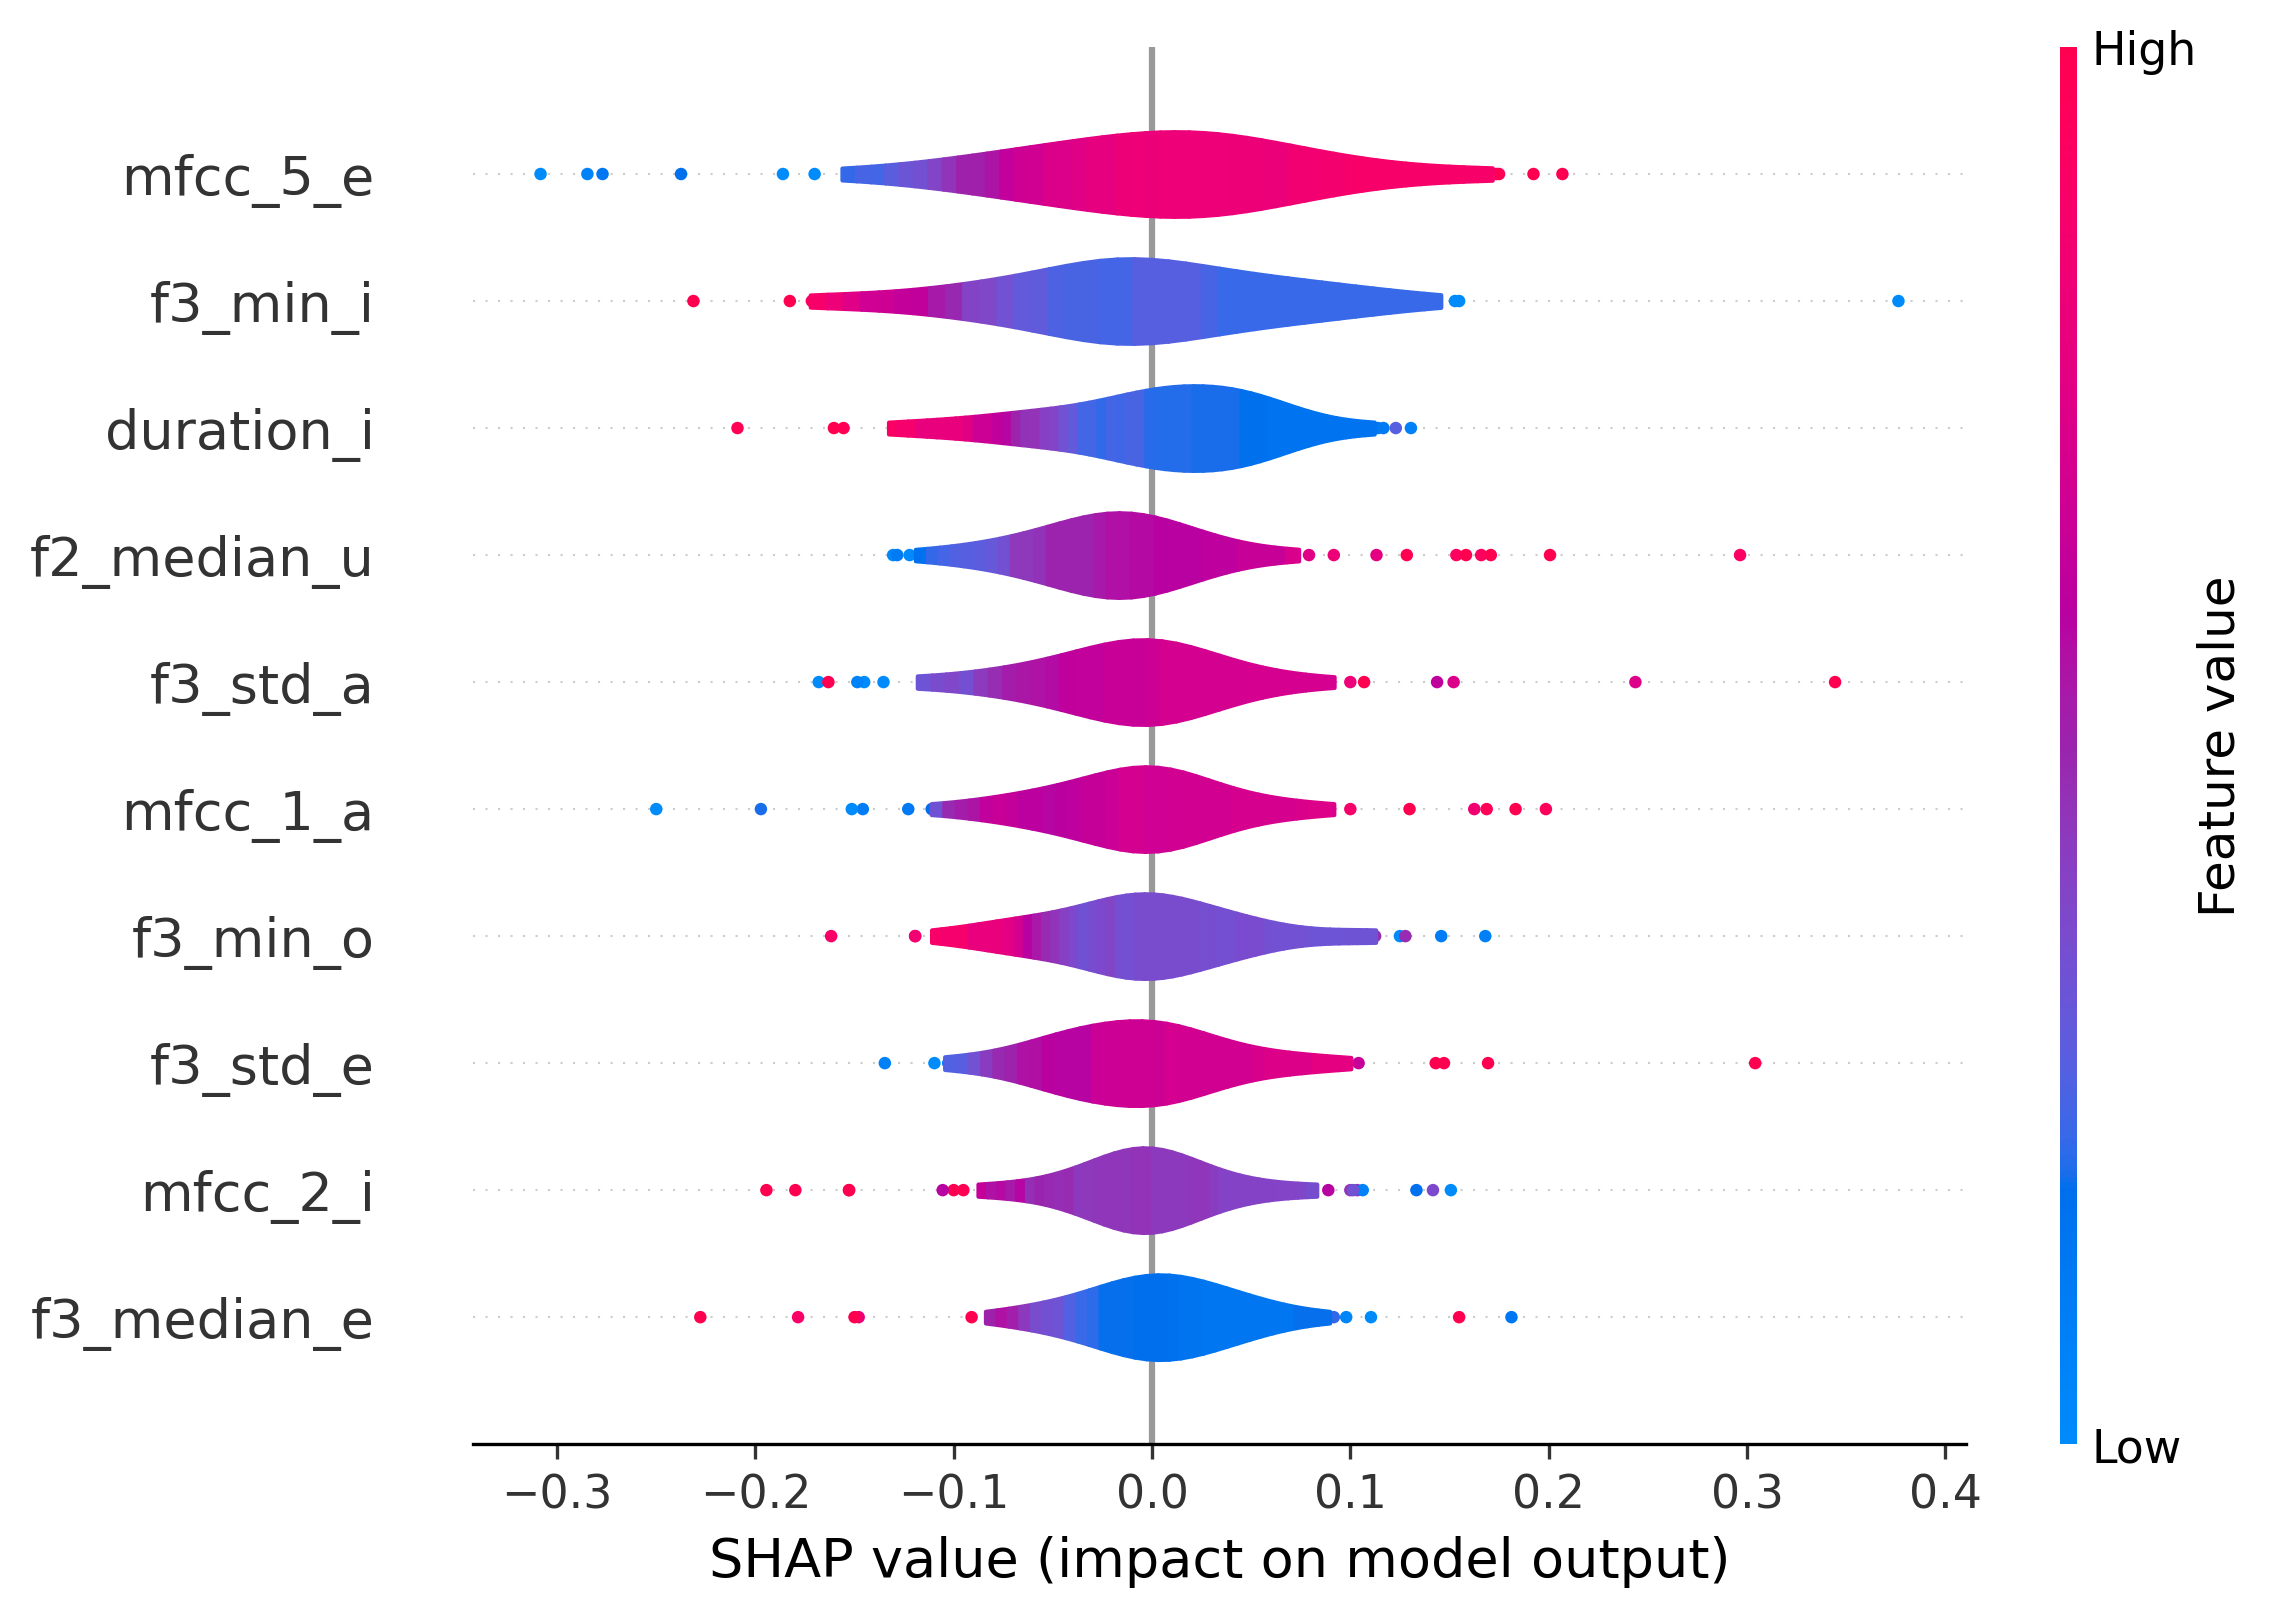 High
mfcc_5_e
f3_min_i
duration_i
f2_median_u
f3_std_a
mfcc_1_a
f3_min_o
f3_std_e
mfcc_2_i
f3_median_e
Feature value
Low
−0.3 −0.2 −0.1 0.0 0.1 0.2 0.3 0.4
SHAP value (impact on model output)